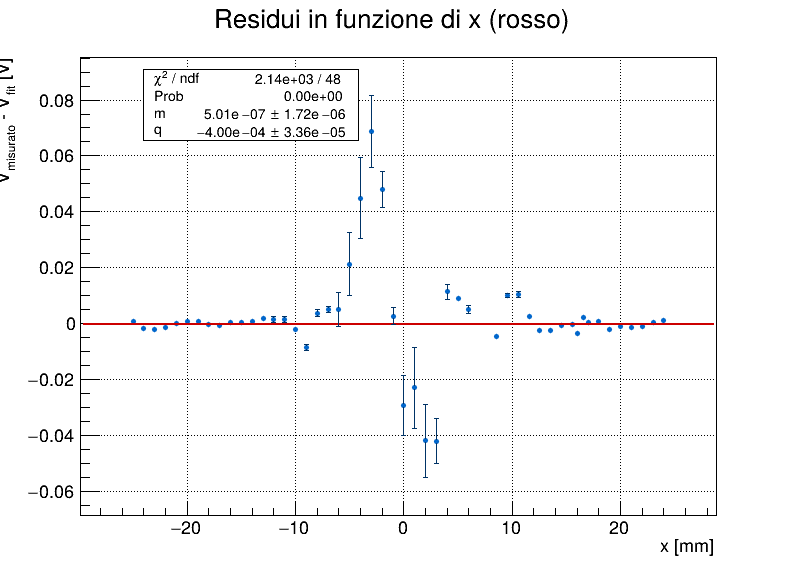 Residui in funzione di x (rosso)
χ² / ndf 2.14e+03 / 48
Prob 0.00e+00
m 5.01e−07 ± 1.72e−06
q −4.00e−04 ± 3.36e−05
misurato - V fit [V]
0.08
0.06
0.04
0.02
0
−0.02
−0.04
−0.06
−20 −10 0 10 20
x [mm]